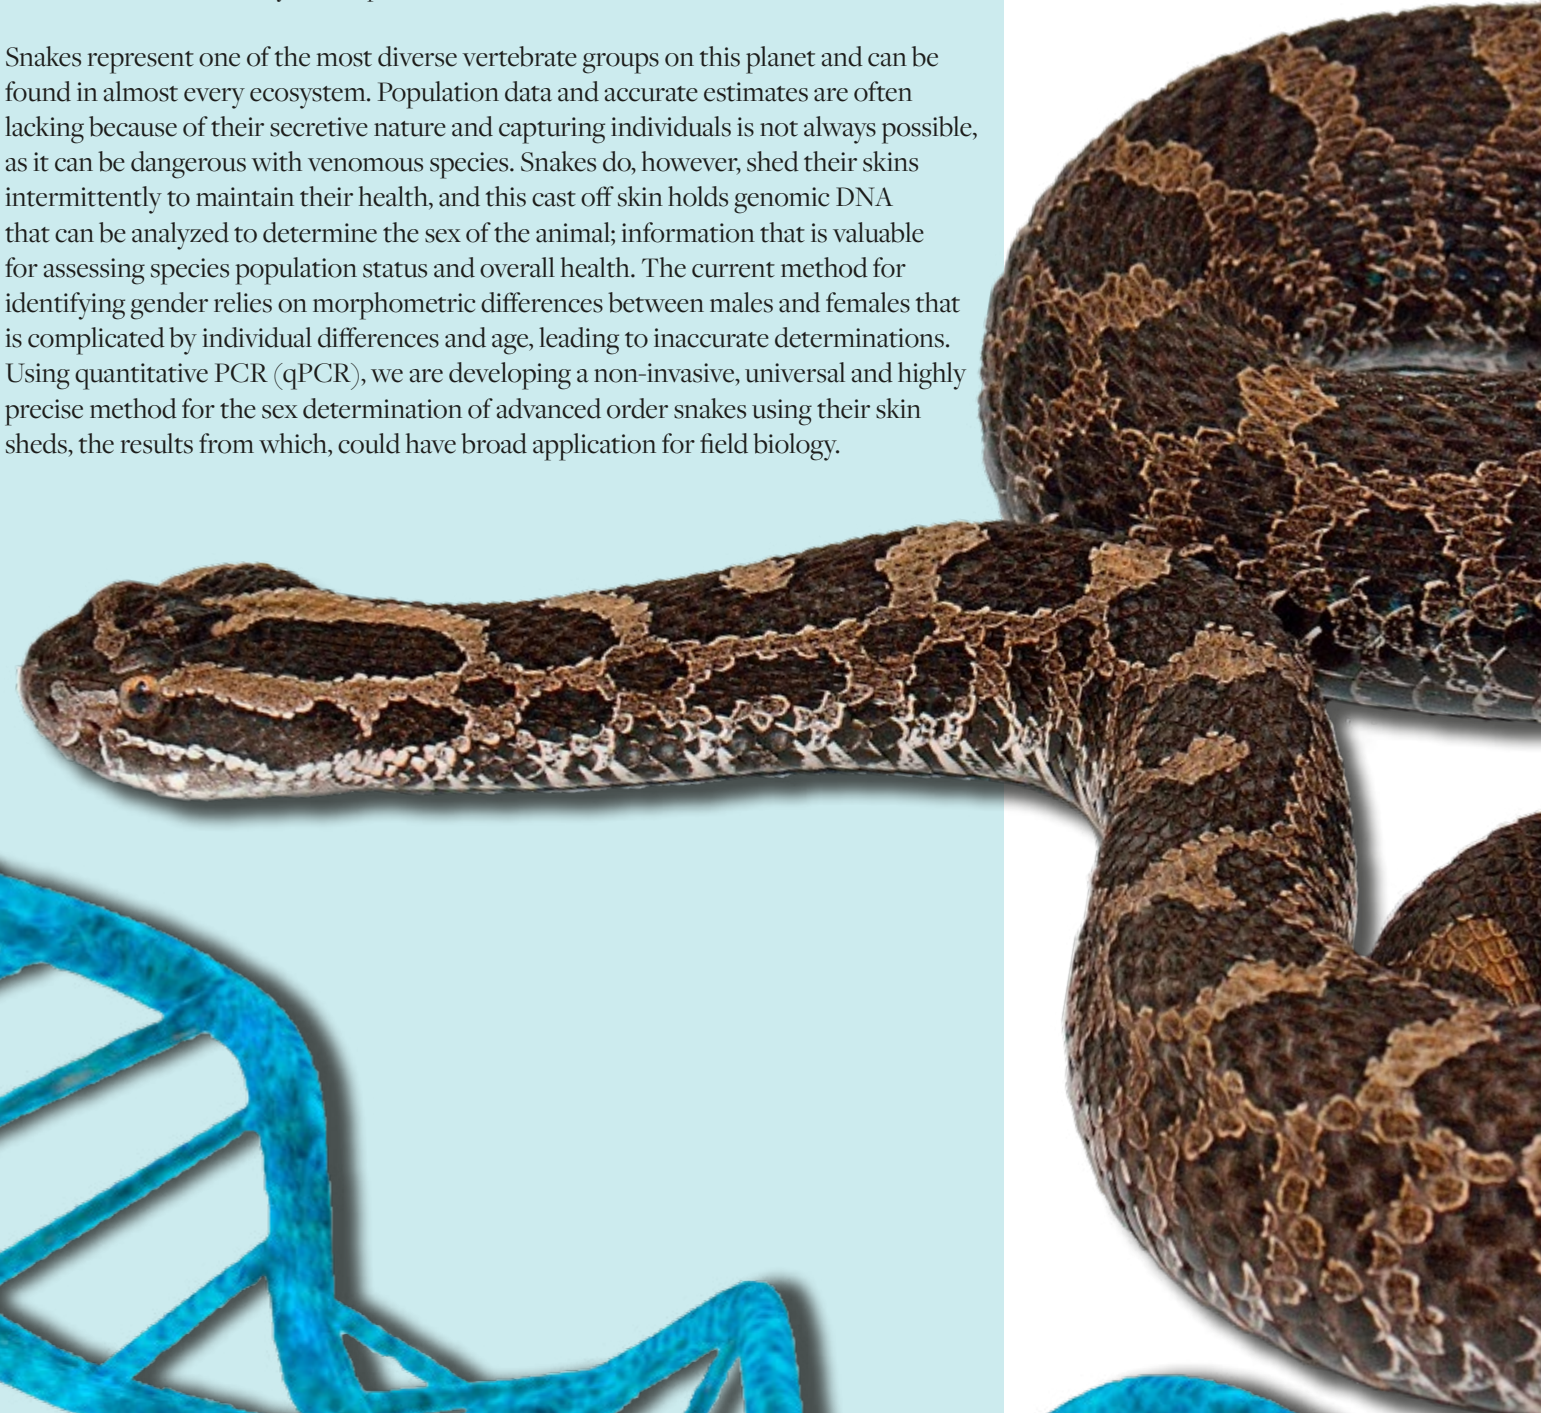 Snakes represent one of the most diverse vertebrate groups on this planet and can be
found in almost every ecosystem. Population data and accurate estimates are often
lacking because of their secretive nature and capturing individuals is not always possible,
as it can be dangerous with venomous species. Snakes do, however, shed their skins
intermittently to maintain their health, and this cast off skin holds genomic DNA
that can be analyzed to determine the sex of the animal; information that is valuable
for assessing species population status and overall health. The current method for
identifying gender relies on morphometric differences between males and females that
is complicated by individual differences and age, leading to inaccurate determinations.
Using quantitative PCR (qPCR), we are developing a non-invasive, universal and highly
precise method for the sex determination of advanced order snakes using their skin
sheds, the results from which, could have broad application for field biology.